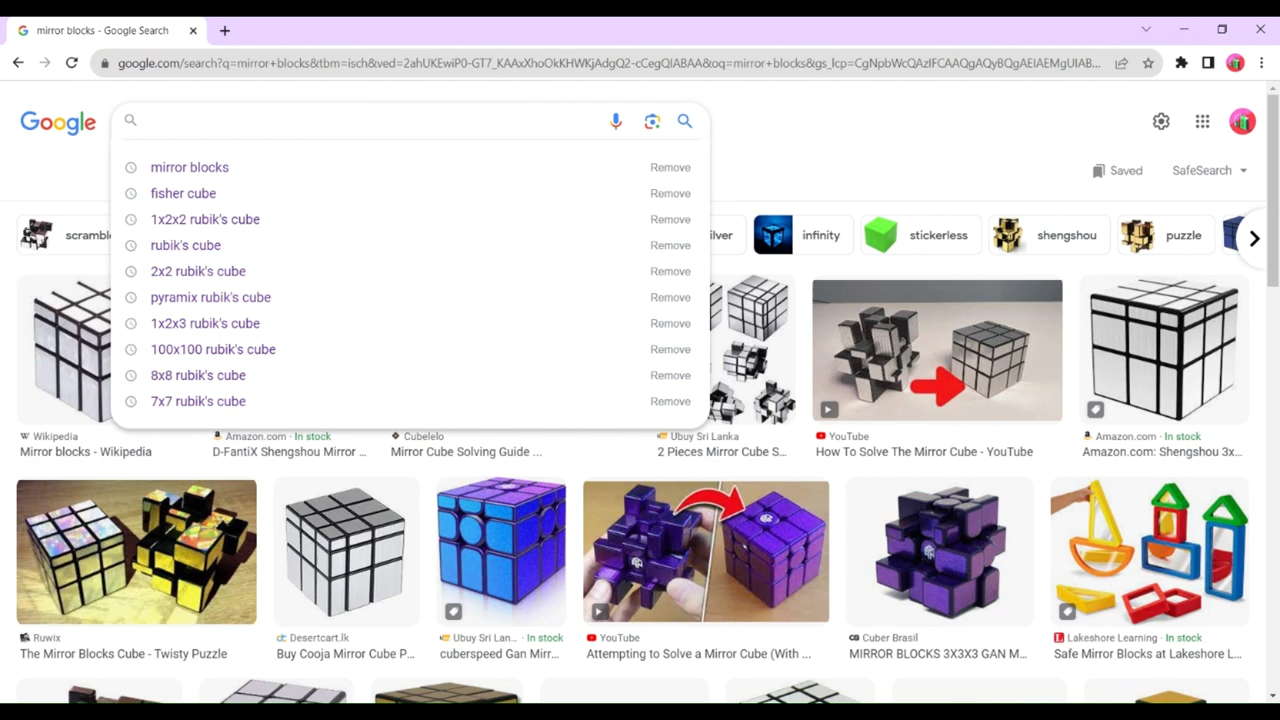 mirror blocks - Google Search
google.com/search?q=mirror+blocks&tbm=isch&ved=2ahUKEwiP0-GT7_KAAxXhoOkKHWKjAdgQ2-cCegQIABAA&oq=mirror+blocks&gs_lcp=CgNpbWcQAzIFCAAQgAQyBQgAEIAEMgUIAB...
Google
Saved
SafeSearch
mirror blocks Remove
fisher cube Remove
1x2x2 rubik's cube Remove
rubik's cube Remove
2x2 rubik's cube Remove
pyramix rubik's cube Remove
1x2x3 rubik's cube Remove
100x100 rubik's cube Remove
8x8 rubik's cube Remove
7x7 rubik's cube Remove
scramble
ilver
infinity
stickerless
shengshou
puzzle
W Wikipedia
Mirror blocks - Wikipedia
Amazon.com · In stock
D-FantiX Shengshou Mirror ...
Cubelelo
Mirror Cube Solving Guide ...
Ubuy Sri Lanka
2 Pieces Mirror Cube S...
YouTube
How To Solve The Mirror Cube - YouTube
Amazon.com · In stock
Amazon.com: Shengshou 3x...
Ruwix
The Mirror Blocks Cube - Twisty Puzzle
Desertcart.lk
Buy Cooja Mirror Cube P...
Ubuy Sri Lan... · In stock
cuberspeed Gan Mirr...
YouTube
Attempting to Solve a Mirror Cube (With ...
CB Cuber Brasil
MIRROR BLOCKS 3X3X3 GAN M...
L Lakeshore Learning · In stock
Safe Mirror Blocks at Lakeshore L...